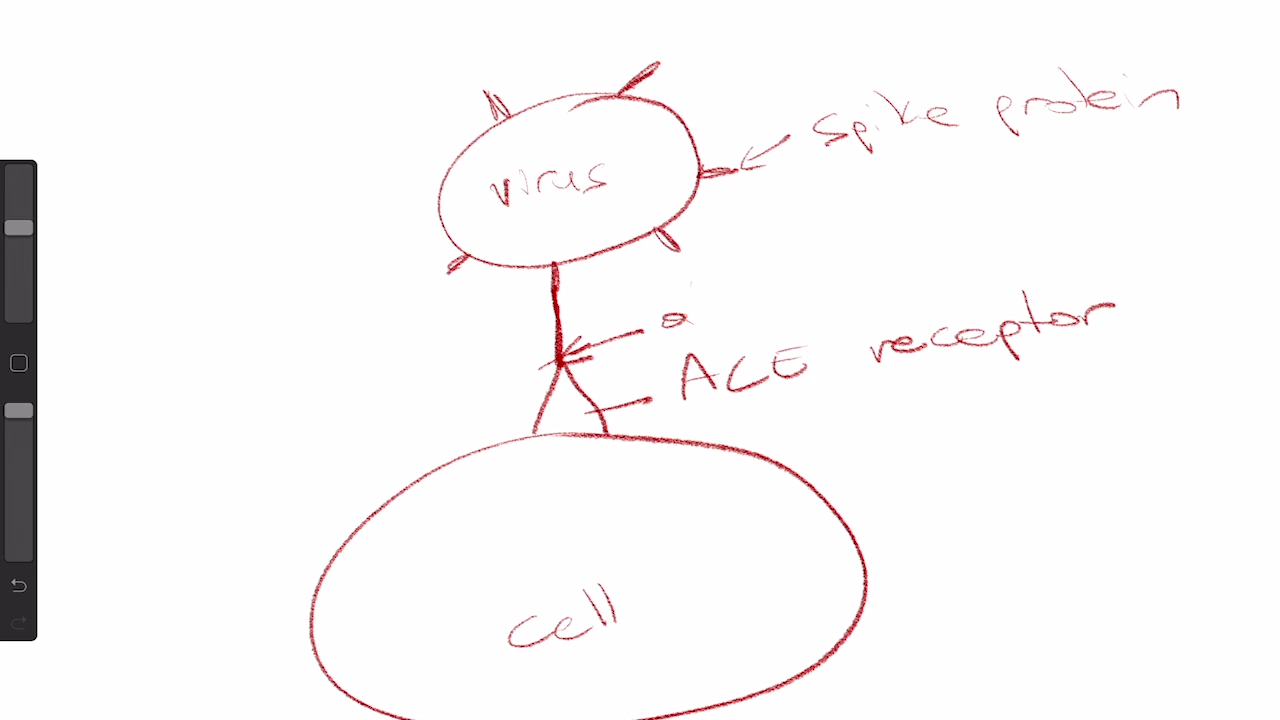 spike protein
virus
a
ACE receptor
cell